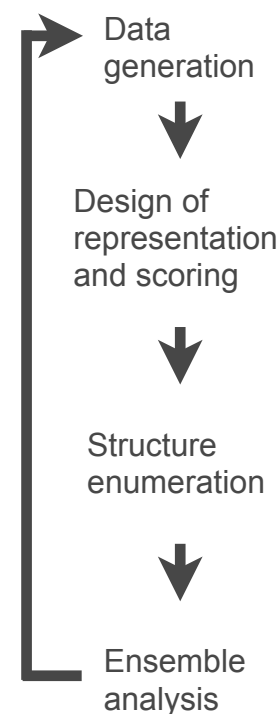 Data
generation
Design of
representation
and scoring
Structure
enumeration
Ensemble
analysis